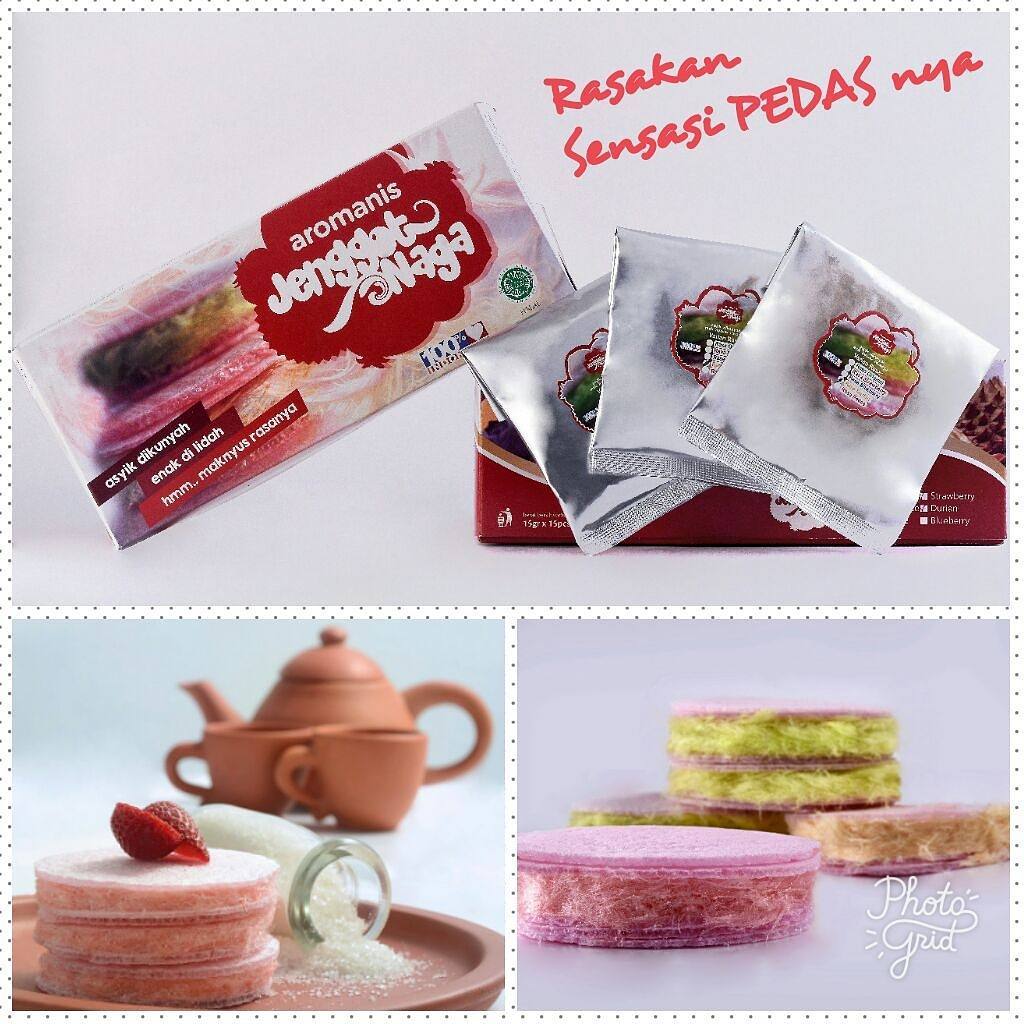 Rasakan
Sensasi PEDAS nya
aromanis
Jenggot
Naga
100%
asyik dikunyah
enak di lidah
hmm.. maknyus rasanya
15gr x 15pcs
Strawberry
Durian
Blueberry
Photo
Grid